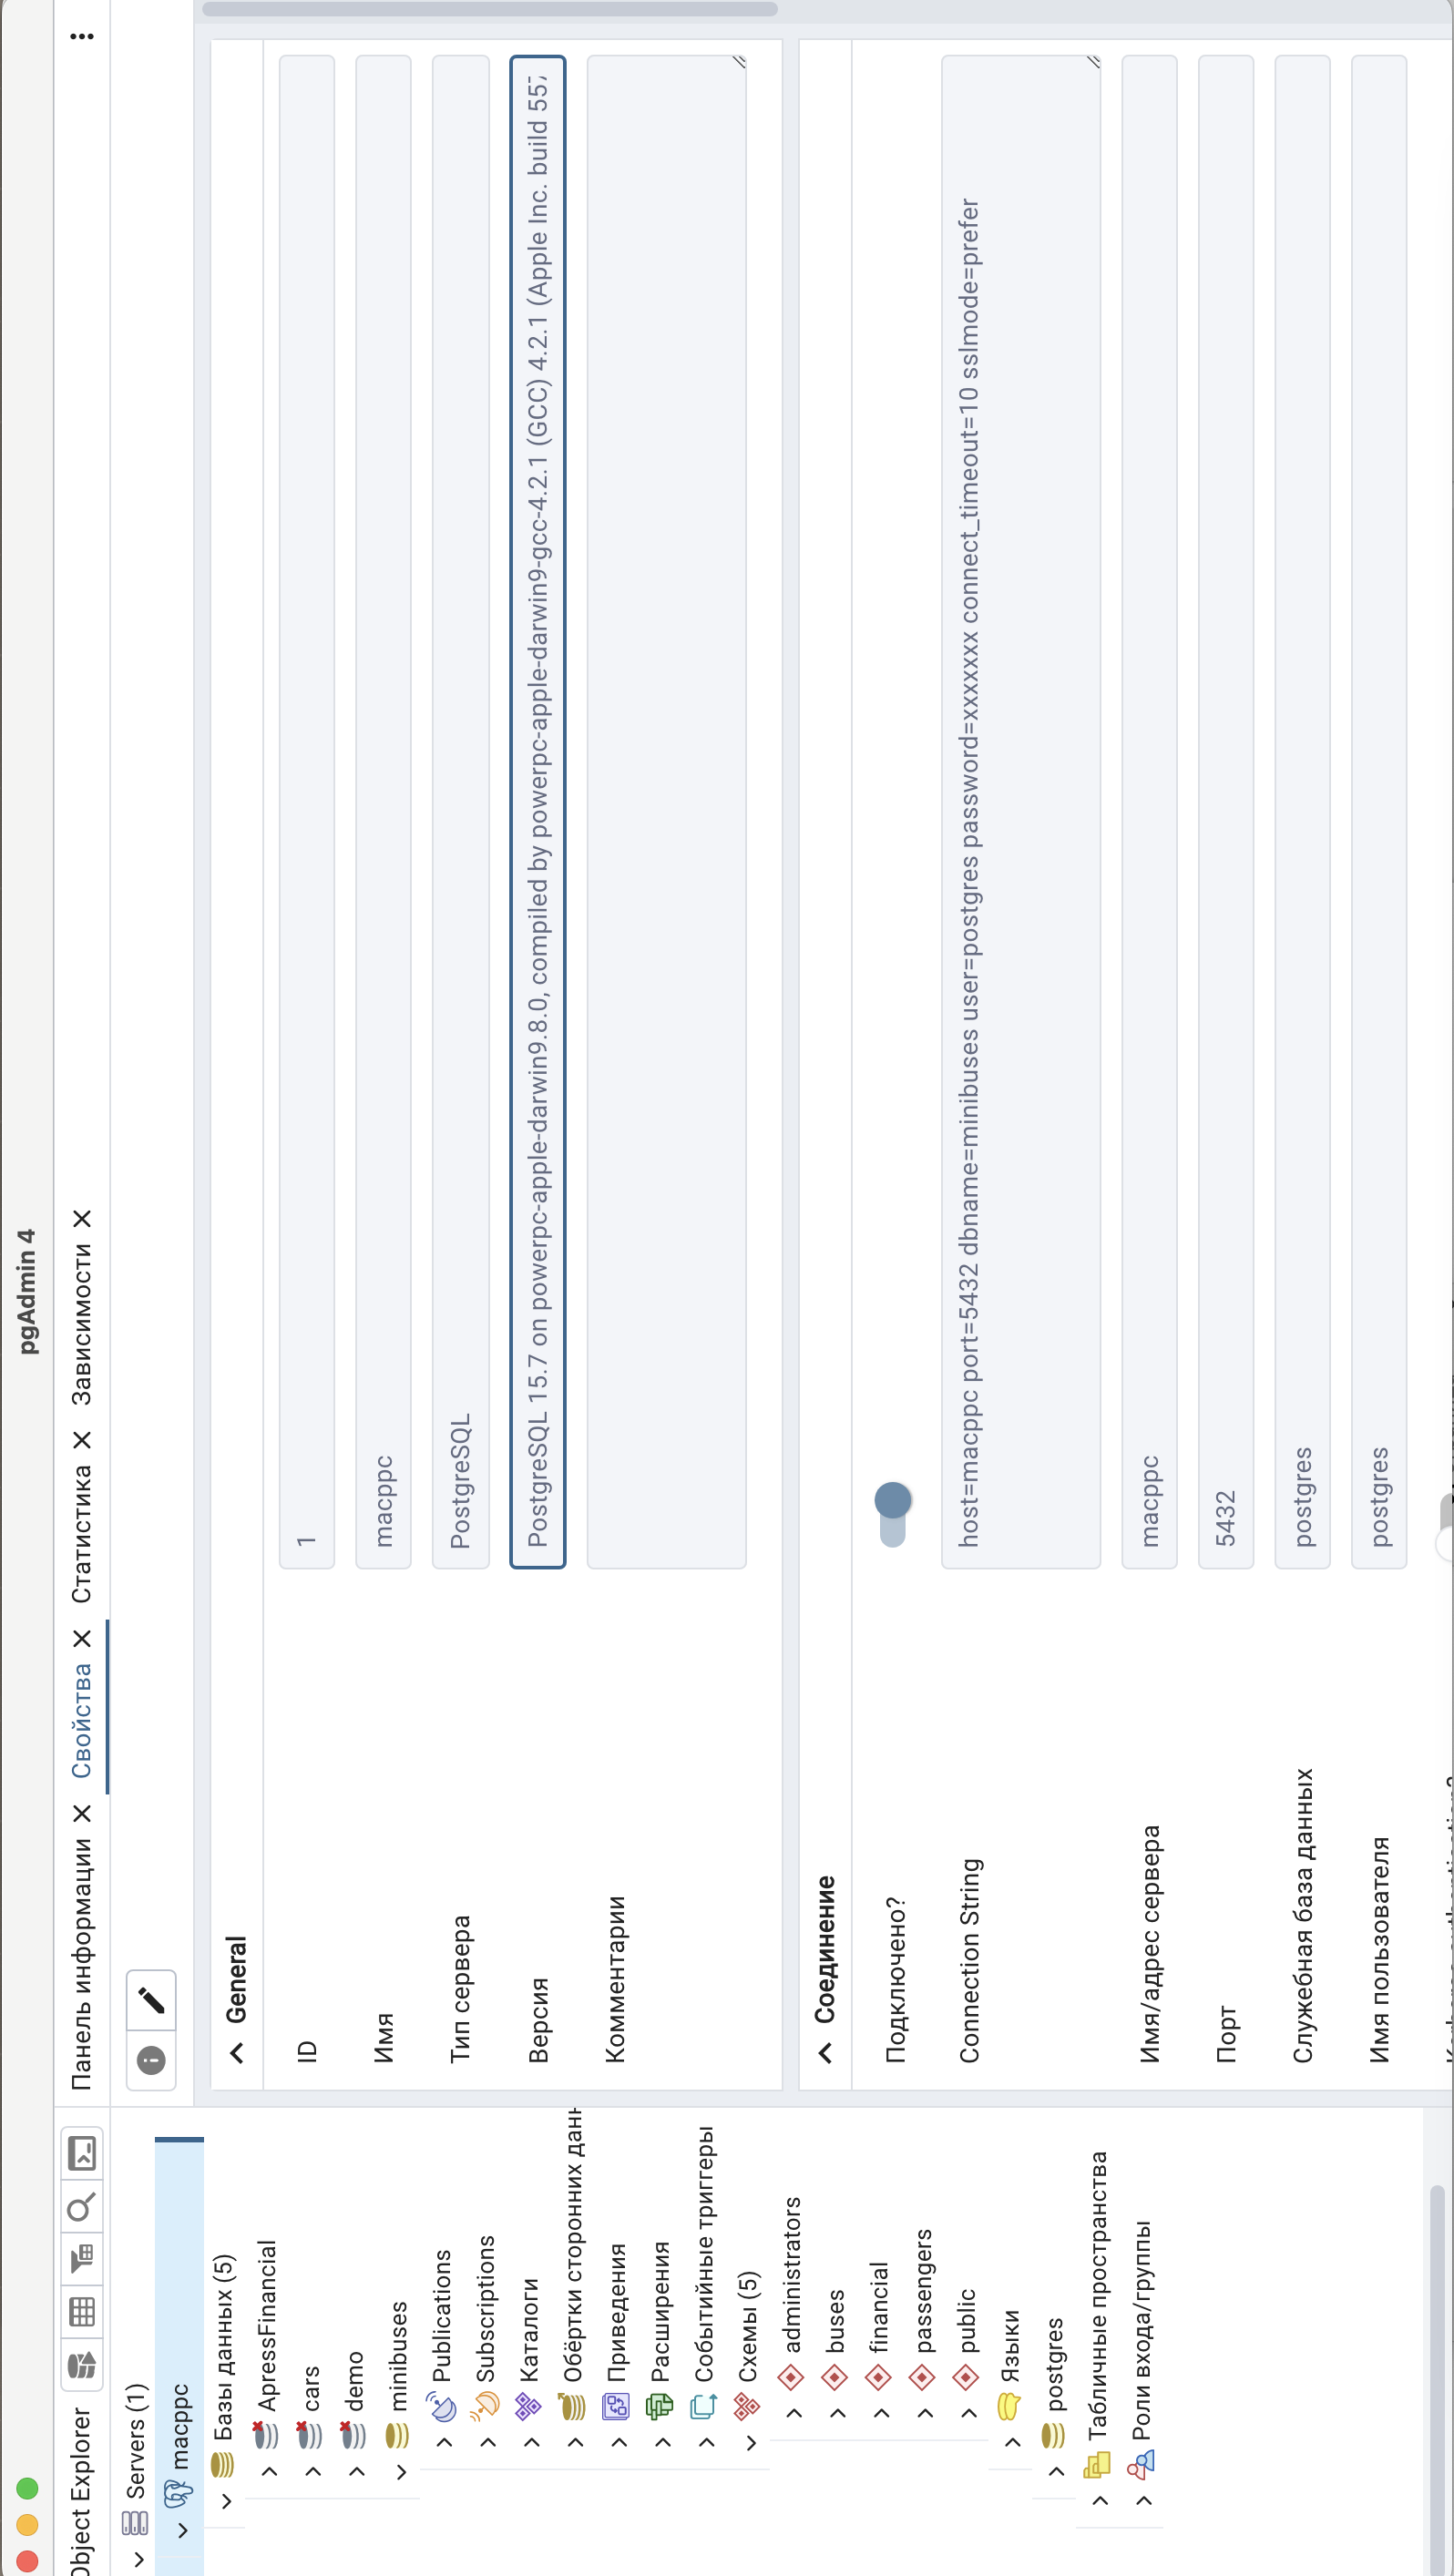 pgAdmin 4
Object Explorer
Servers (1)
macppc
Базы данных (5)
ApressFinancial
cars
demo
minibuses
Publications
Subscriptions
Каталоги
Обёртки сторонних
Приведения
Расширения
Событийные триггеры
Схемы (5)
administrators
buses
financial
passengers
public
Языки
postgres
Табличные пространства
Роли входа/группы
Панель информации
Свойства
Статистика
Зависимости
General
ID
1
Имя
macppc
Тип сервера
PostgreSQL
Версия
PostgreSQL 15.7 on powerpc-apple-darwin9.8.0, compiled by powerpc-apple-darwin9-gcc-4.2.1 (GCC) 4.2.1 (Apple Inc. build
Комментарии
Соединение
Подключено?
Connection String
host=macppc port=5432 dbname=minibuses user=postgres password=xxxxxxx connect_timeout=10 sslmode=prefer
Имя/адрес сервера
macppc
Порт
5432
Служебная база данных
postgres
Имя пользователя
postgres